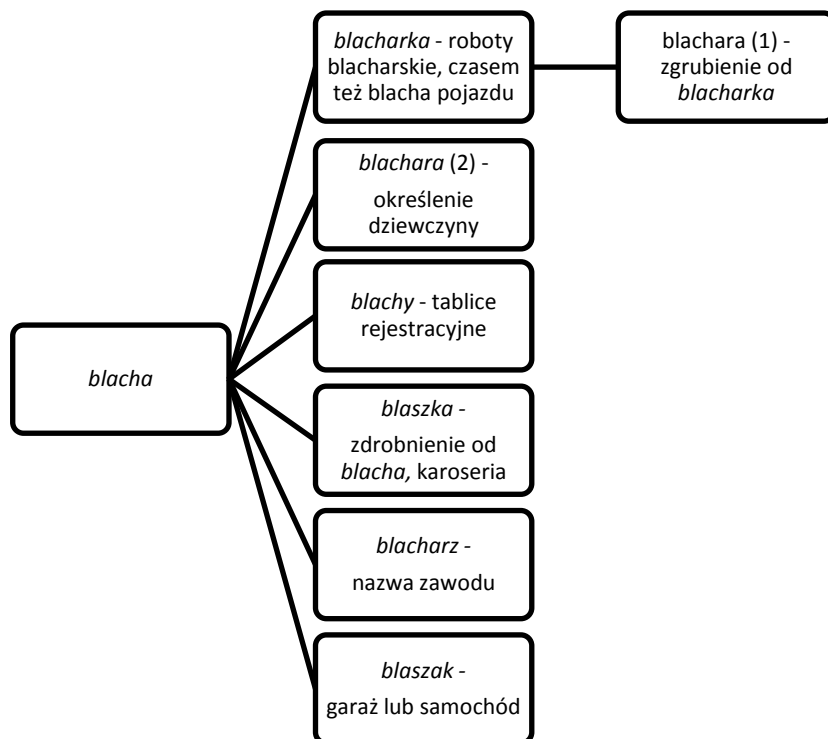 blacharka - roboty
blacharskie, czasem
też blacha pojazdu
blachara (1) -
zgrubienie od
blacharka
blachara (2) -
określenie
dziewczyny
blachy - tablice
rejestracyjne
blacha
blaszka -
zdrobnienie od
blacha, karoseria
blacharz -
nazwa zawodu
blaszak -
garaż lub samochód